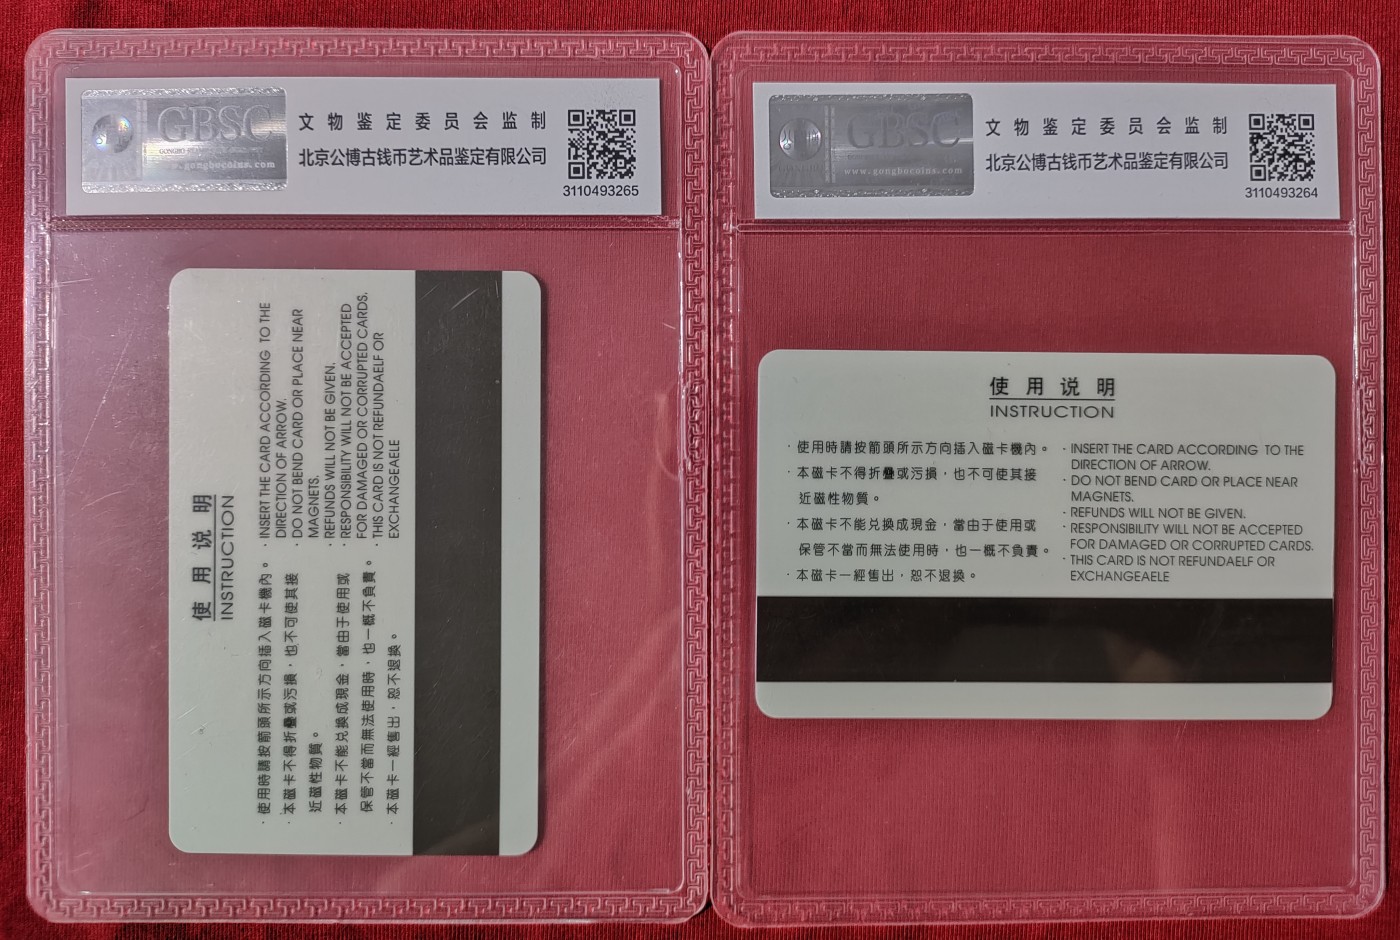 GBSC
www.gongbocoins.com
文物鉴定委员会监制
北京公博古钱币艺术品鉴定有限公司
3110493265
使用说明
INSTRUCTION
· 使用時請按箭頭所示方向插入磁卡機內。
· 本磁卡不得折疊或污損，也不可使其接
近磁性物質。
· 本磁卡不能兑換成現金，當由于使用或
保管不當而無法使用時，也一概不負責。
· 本磁卡一經售出，恕不退換。
· INSERT THE CARD ACCORDING TO THE
DIRECTION OF ARROW.
· DO NOT BEND CARD OR PLACE NEAR
MAGNETS.
· REFUNDS WILL NOT BE GIVEN.
· RESPONSIBILITY WILL NOT BE ACCEPTED
FOR DAMAGED OR CORRUPTED CARDS.
· THIS CARD IS NOT REFUNDAELF OR
EXCHANGEAELE
GBSC
www.gongbocoins.com
文物鉴定委员会监制
北京公博古钱币艺术品鉴定有限公司
3110493264
使用说明
INSTRUCTION
· 使用時請按箭頭所示方向插入磁卡機內。
· 本磁卡不得折疊或污損，也不可使其接
近磁性物質。
· 本磁卡不能兑換成現金，當由于使用或
保管不當而無法使用時，也一概不負責。
· 本磁卡一經售出，恕不退換。
· INSERT THE CARD ACCORDING TO THE
DIRECTION OF ARROW.
· DO NOT BEND CARD OR PLACE NEAR
MAGNETS.
· REFUNDS WILL NOT BE GIVEN.
· RESPONSIBILITY WILL NOT BE ACCEPTED
FOR DAMAGED OR CORRUPTED CARDS.
· THIS CARD IS NOT REFUNDAELF OR
EXCHANGEAELE